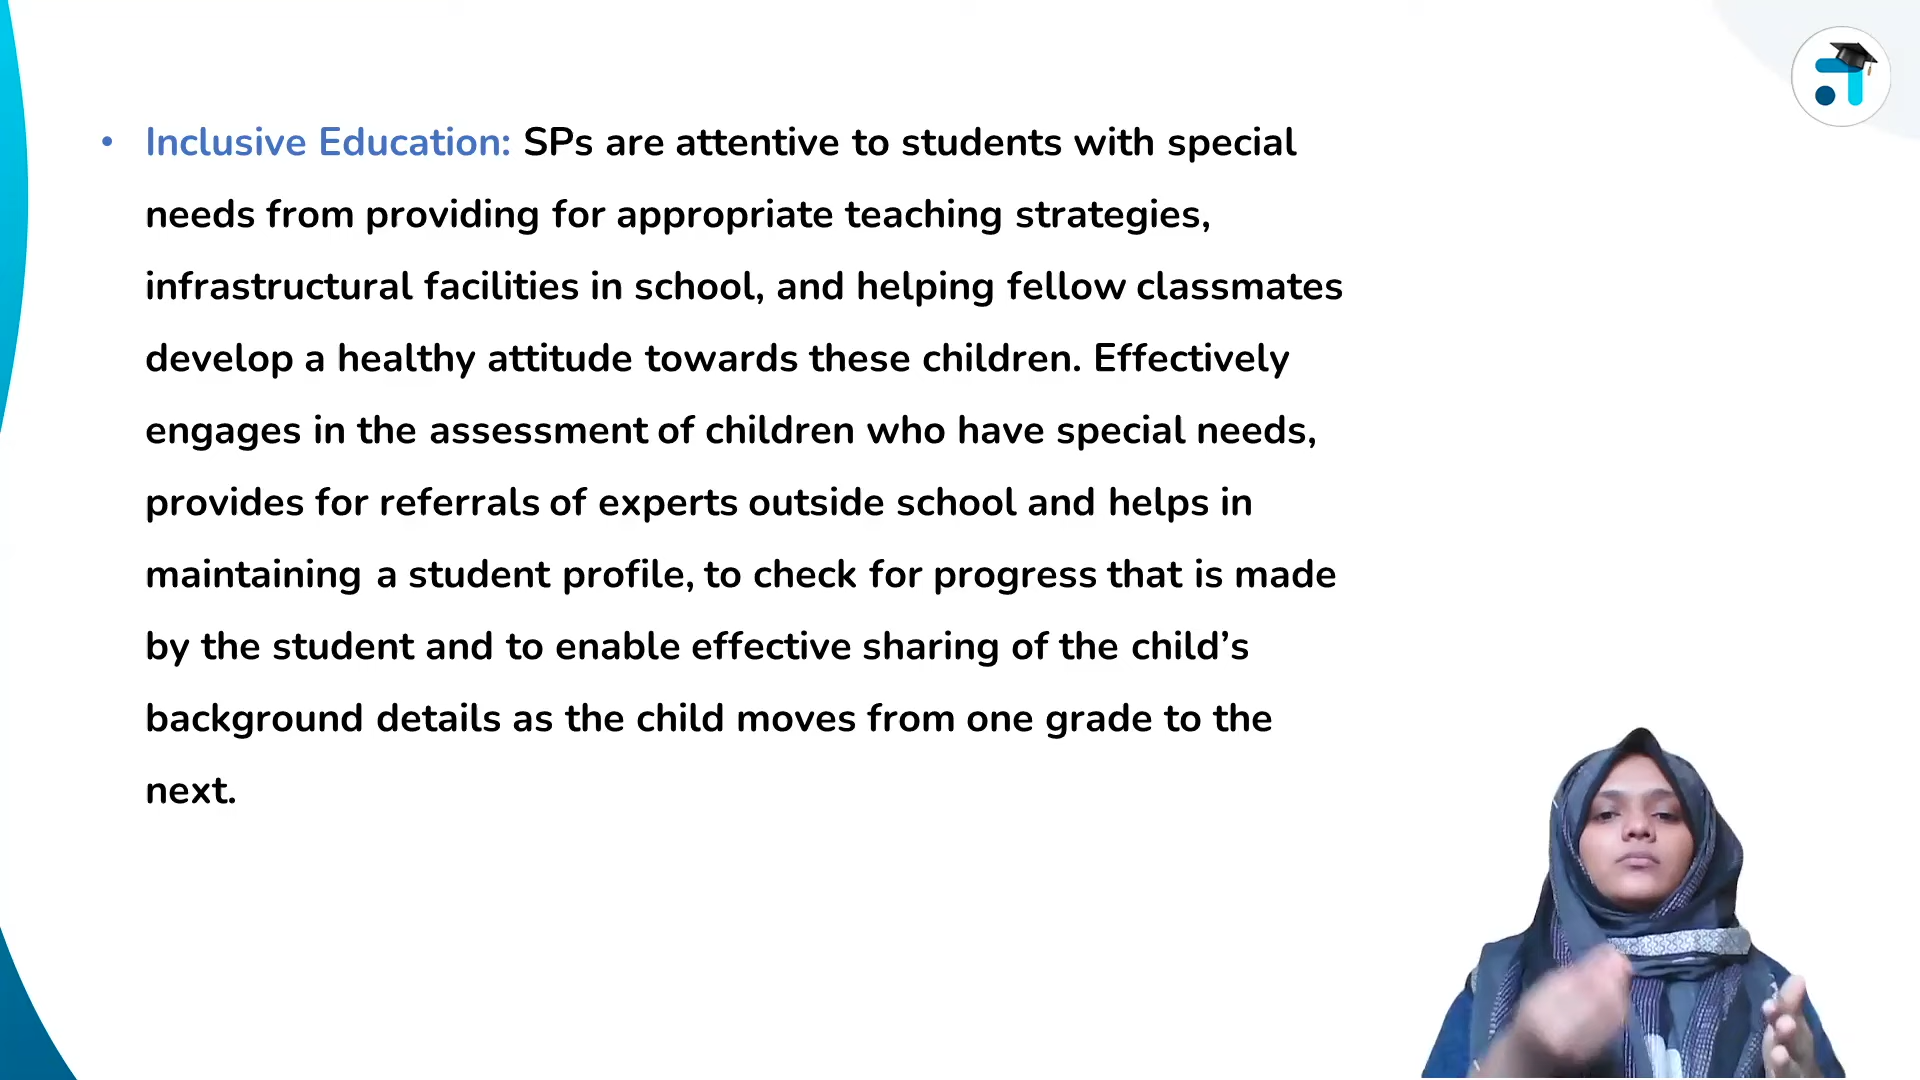 • Inclusive Education: SPs are attentive to students with special
needs from providing for appropriate teaching strategies,
infrastructural facilities in school, and helping fellow classmates
develop a healthy attitude towards these children. Effectively
engages in the assessment of children who have special needs,
provides for referrals of experts outside school and helps in
maintaining a student profile, to check for progress that is made
by the student and to enable effective sharing of the child’s
background details as the child moves from one grade to the
next.